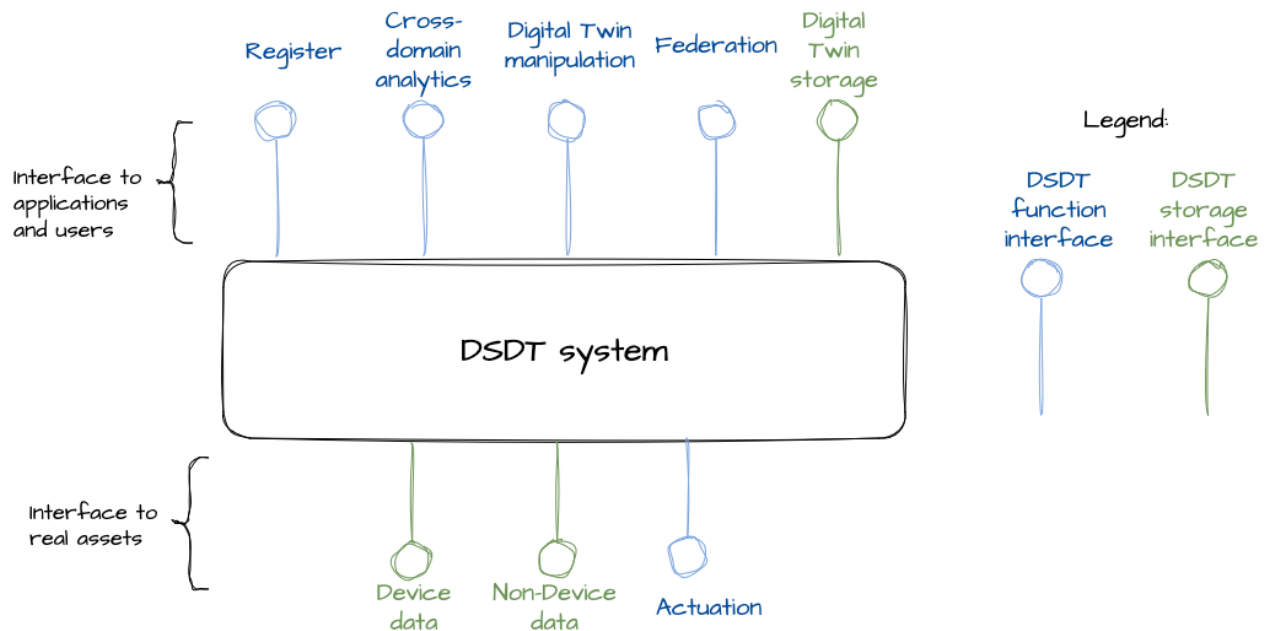 Register
Cross-
domain
analytics
Digital Twin
manipulation
Federation
Digital
Twin
storage
Legend:
Interface to
applications
and users
DSDT
function
interface
DSDT
storage
interface
DSDT system
Interface to
real assets
Device
data
Non-Device
data
Actuation